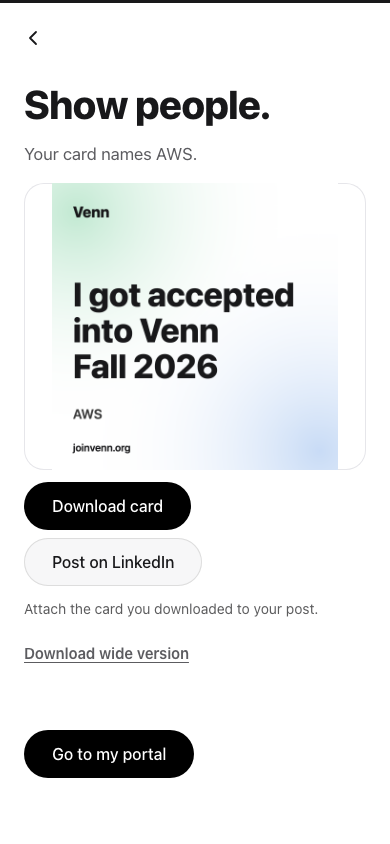 Show people.
Your card names AWS.
Venn
I got accepted
into Venn
Fall 2026
AWS
joinvenn.org
Download card
Post on LinkedIn
Attach the card you downloaded to your post.
Download wide version
Go to my portal